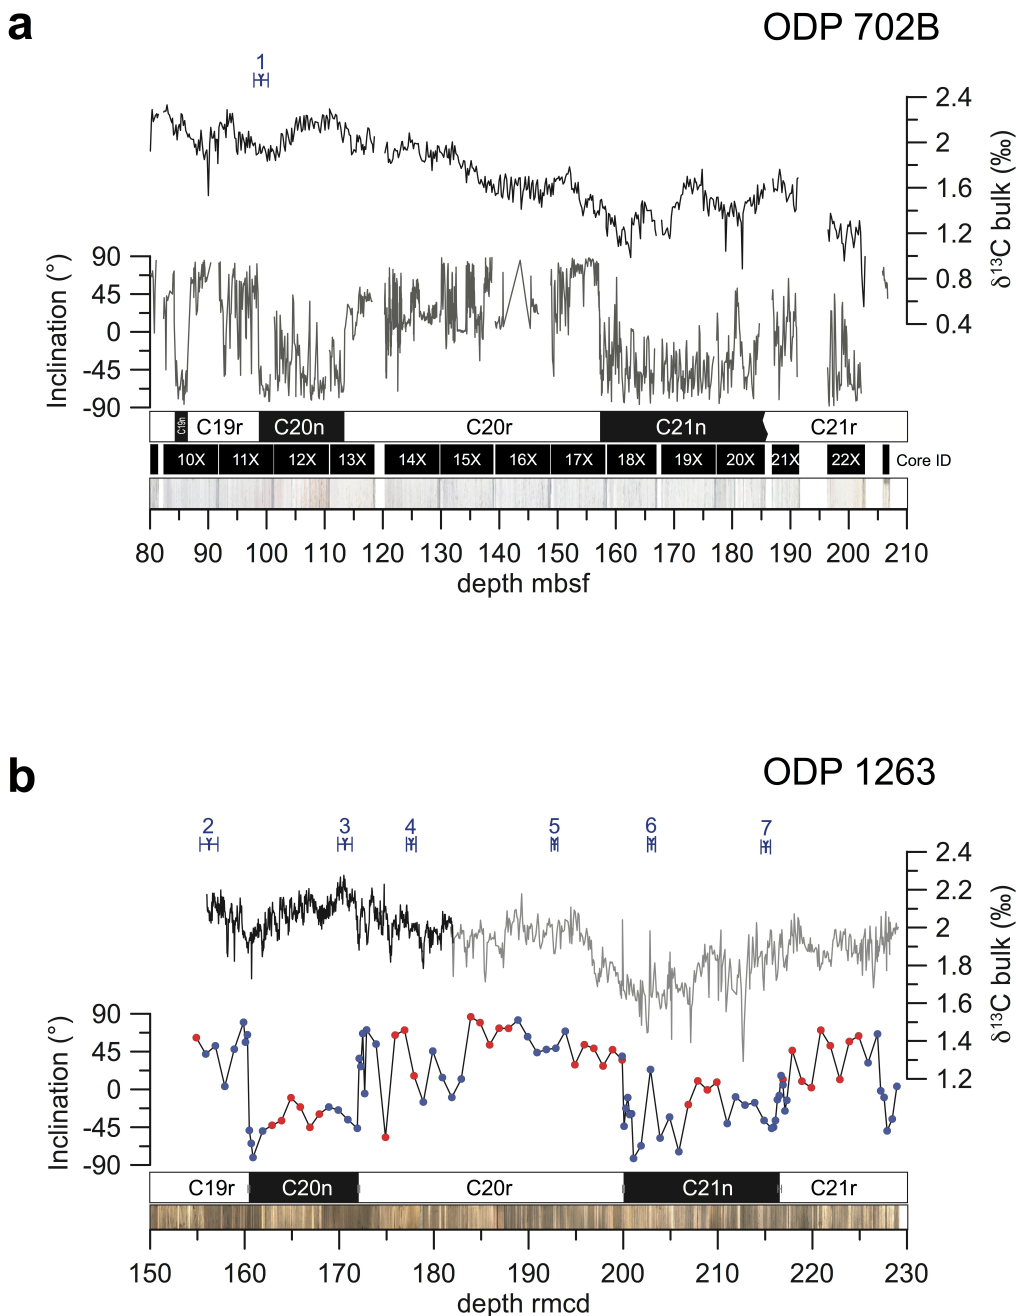 a
ODP 702B
1
2.4
2
1.6
1.2
0.8
0.4
δ13C bulk (‰)
90
45
0
-45
-90
Inclination (°)
C19n C19r C20n C20r C21n C21r
10X 11X 12X 13X 14X 15X 16X 17X 18X 19X 20X 21X 22X Core ID
80 90 100 110 120 130 140 150 160 170 180 190 200 210
depth mbsf
b
ODP 1263
2 3 4 5 6 7
2.4
2.2
2
1.8
1.6
1.4
1.2
δ13C bulk (‰)
90
45
0
-45
-90
Inclination (°)
C19r C20n C20r C21n C21r
150 160 170 180 190 200 210 220 230
depth rmcd